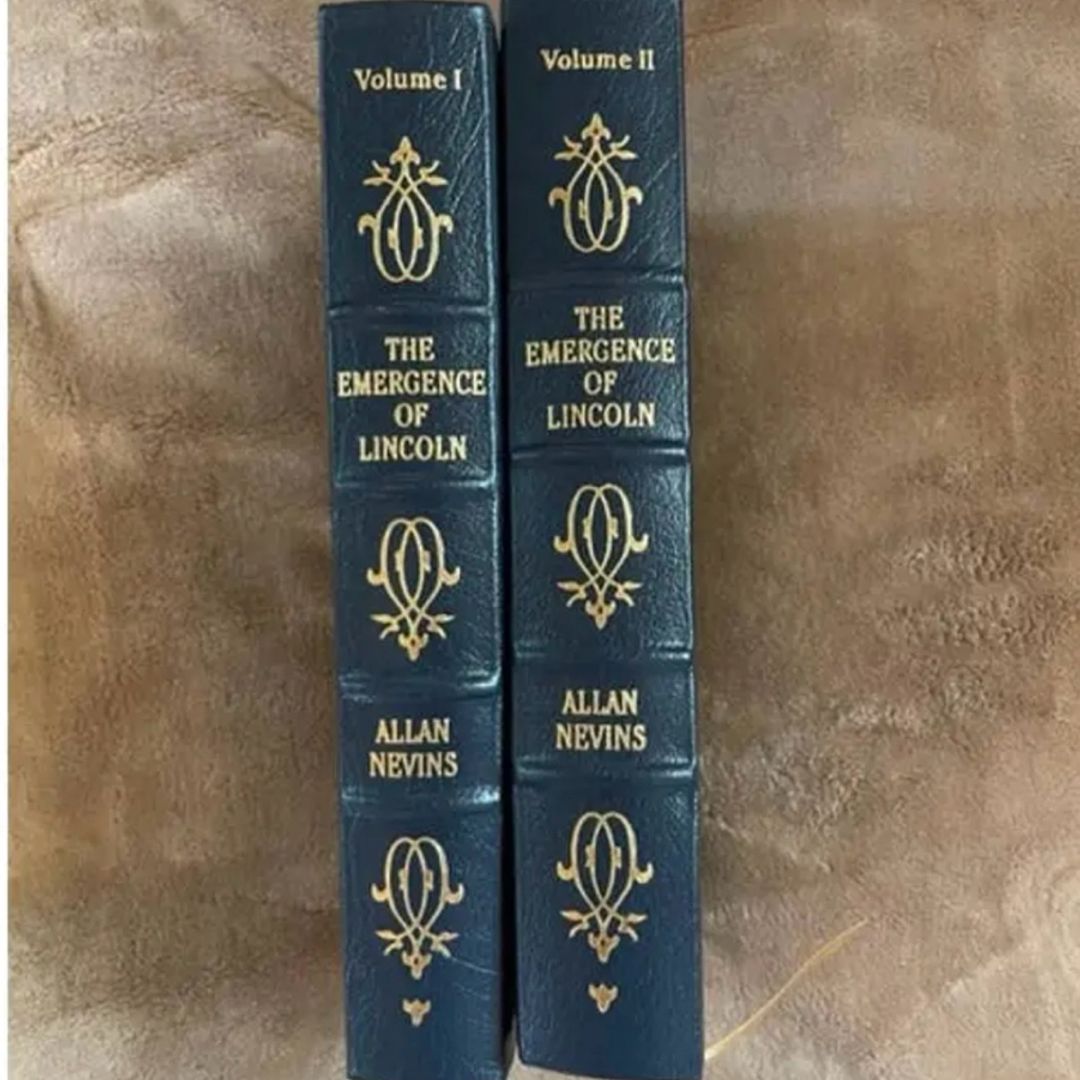 Volume I
THE
EMERGENCE
OF
LINCOLN
ALLAN
NEVINS
Volume II
THE
EMERGENCE
OF
LINCOLN
ALLAN
NEVINS